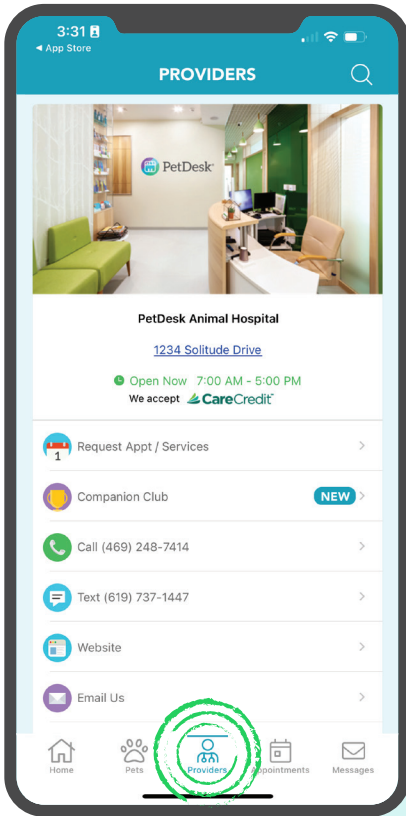 3:31
App Store
PROVIDERS
PetDesk
PetDesk Animal Hospital
1234 Solitude Drive
Open Now 7:00 AM - 5:00 PM
We accept CareCredit
1
Request Appt / Services
Companion Club
NEW
Call (469) 248-7414
Text (619) 737-1447
Website
Email Us
Home
Pets
Providers
Appointments
Messages